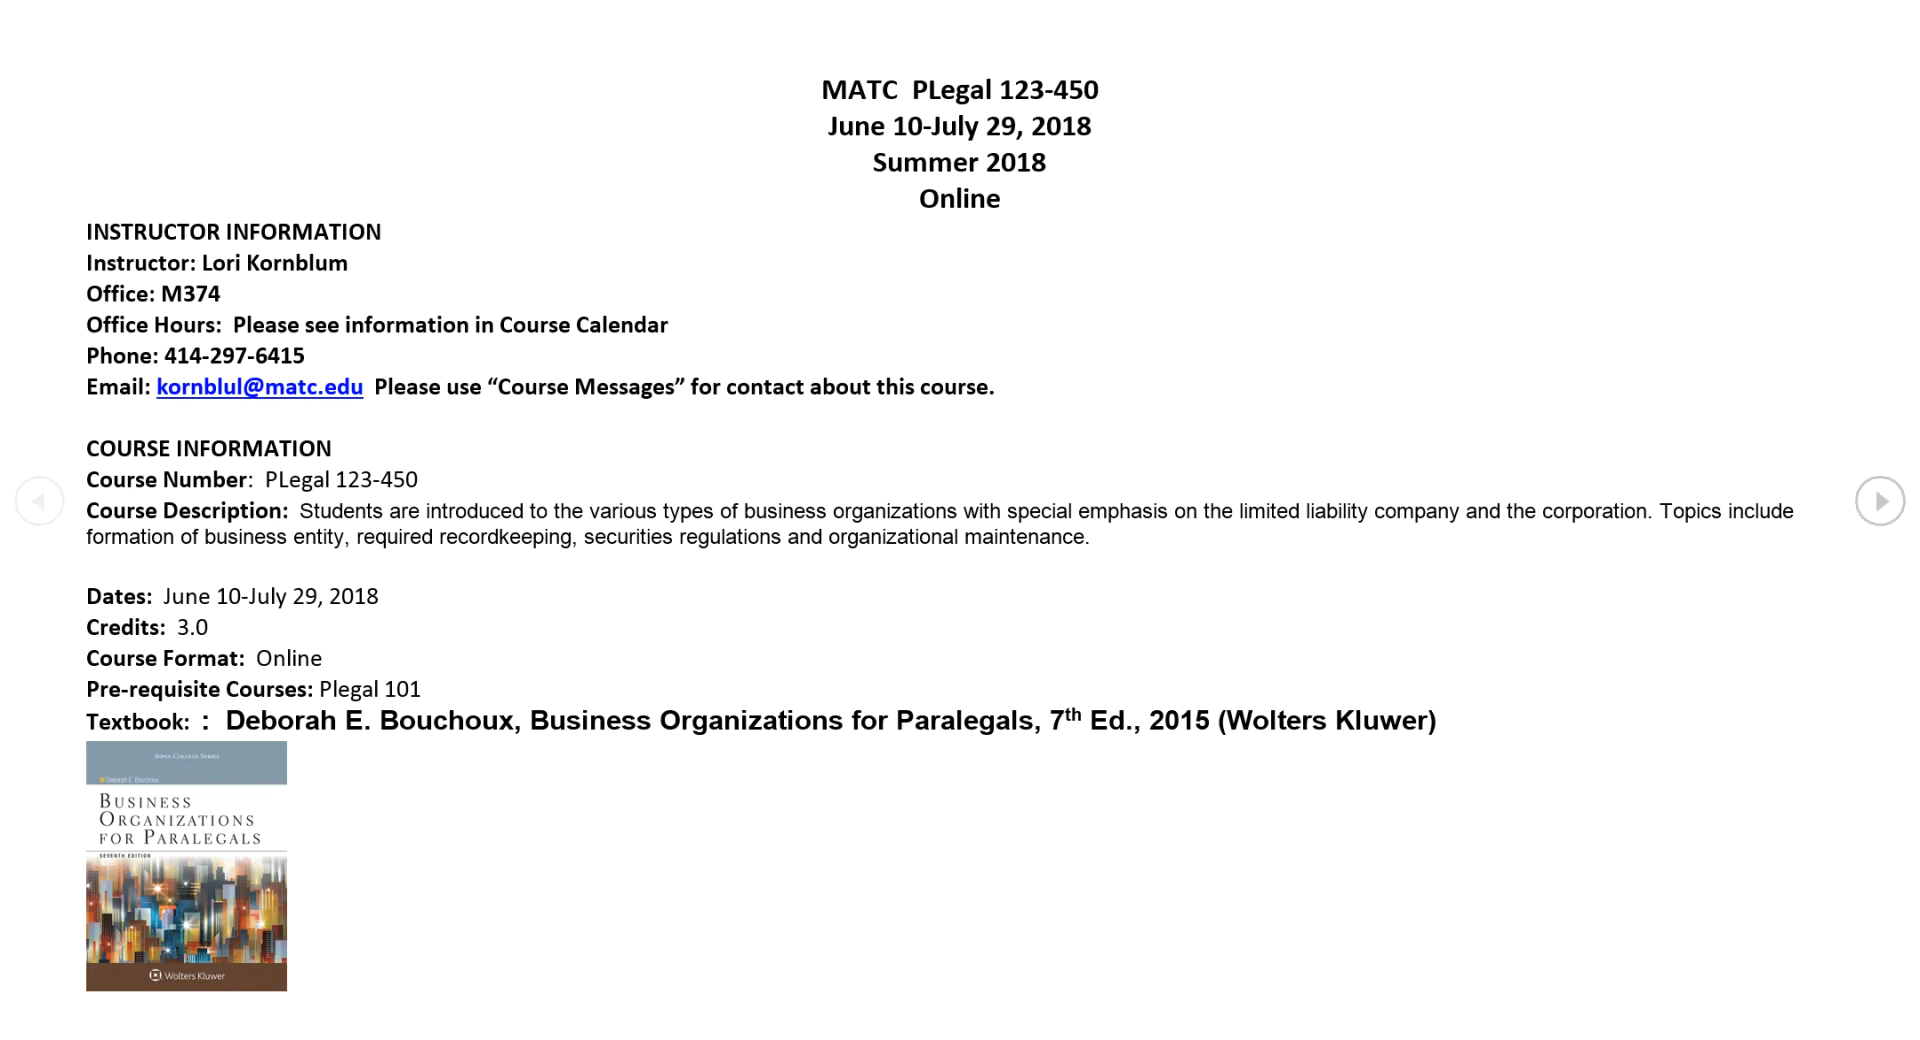 MATC  PLegal 123-450
June 10-July 29, 2018
Summer 2018
Online
INSTRUCTOR INFORMATION
Instructor: Lori Kornblum
Office: M374
Office Hours:  Please see information in Course Calendar
Phone: 414-297-6415
Email: kornblul@matc.edu  Please use “Course Messages” for contact about this course.
COURSE INFORMATION
Course Number:  PLegal 123-450
Course Description:  Students are introduced to the various types of business organizations with special emphasis on the limited liability company and the corporation. Topics include
formation of business entity, required recordkeeping, securities regulations and organizational maintenance.
Dates:  June 10-July 29, 2018
Credits:  3.0
Course Format:  Online
Pre-requisite Courses: Plegal 101
Textbook: :  Deborah E. Bouchoux, Business Organizations for Paralegals, 7th Ed., 2015 (Wolters Kluwer)
Aspen College Series
Deborah E. Bouchoux
Business
Organizations
for Paralegals
SEVENTH EDITION
Wolters Kluwer